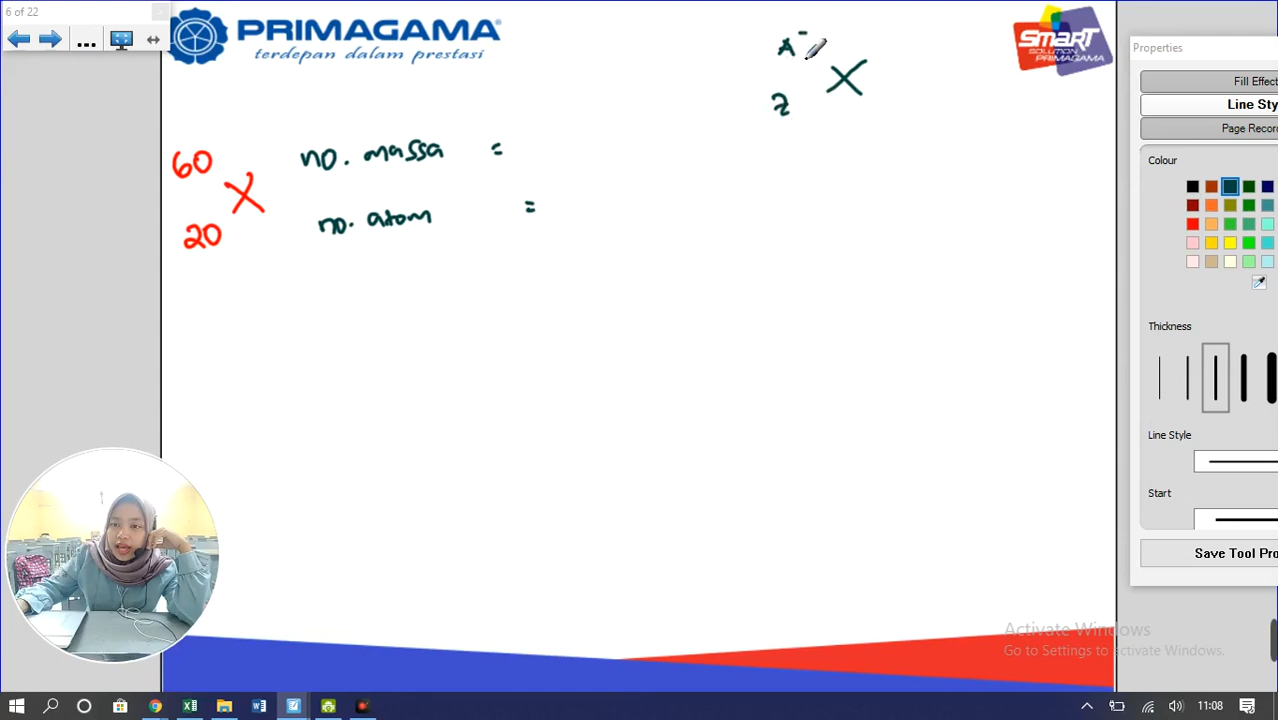 6 of 22
PRIMAGAMA
terdepan dalam prestasi
SMART
SOLUTION
PRIMAGAMA
A
Z X
60
20 X
no. massa =
no. atom =
Properties
Fill Effect
Line Sty
Page Recor
Colour
Thickness
Line Style
Start
Save Tool Pro
Activate Windows
Go to Settings to activate Windows.
11:08